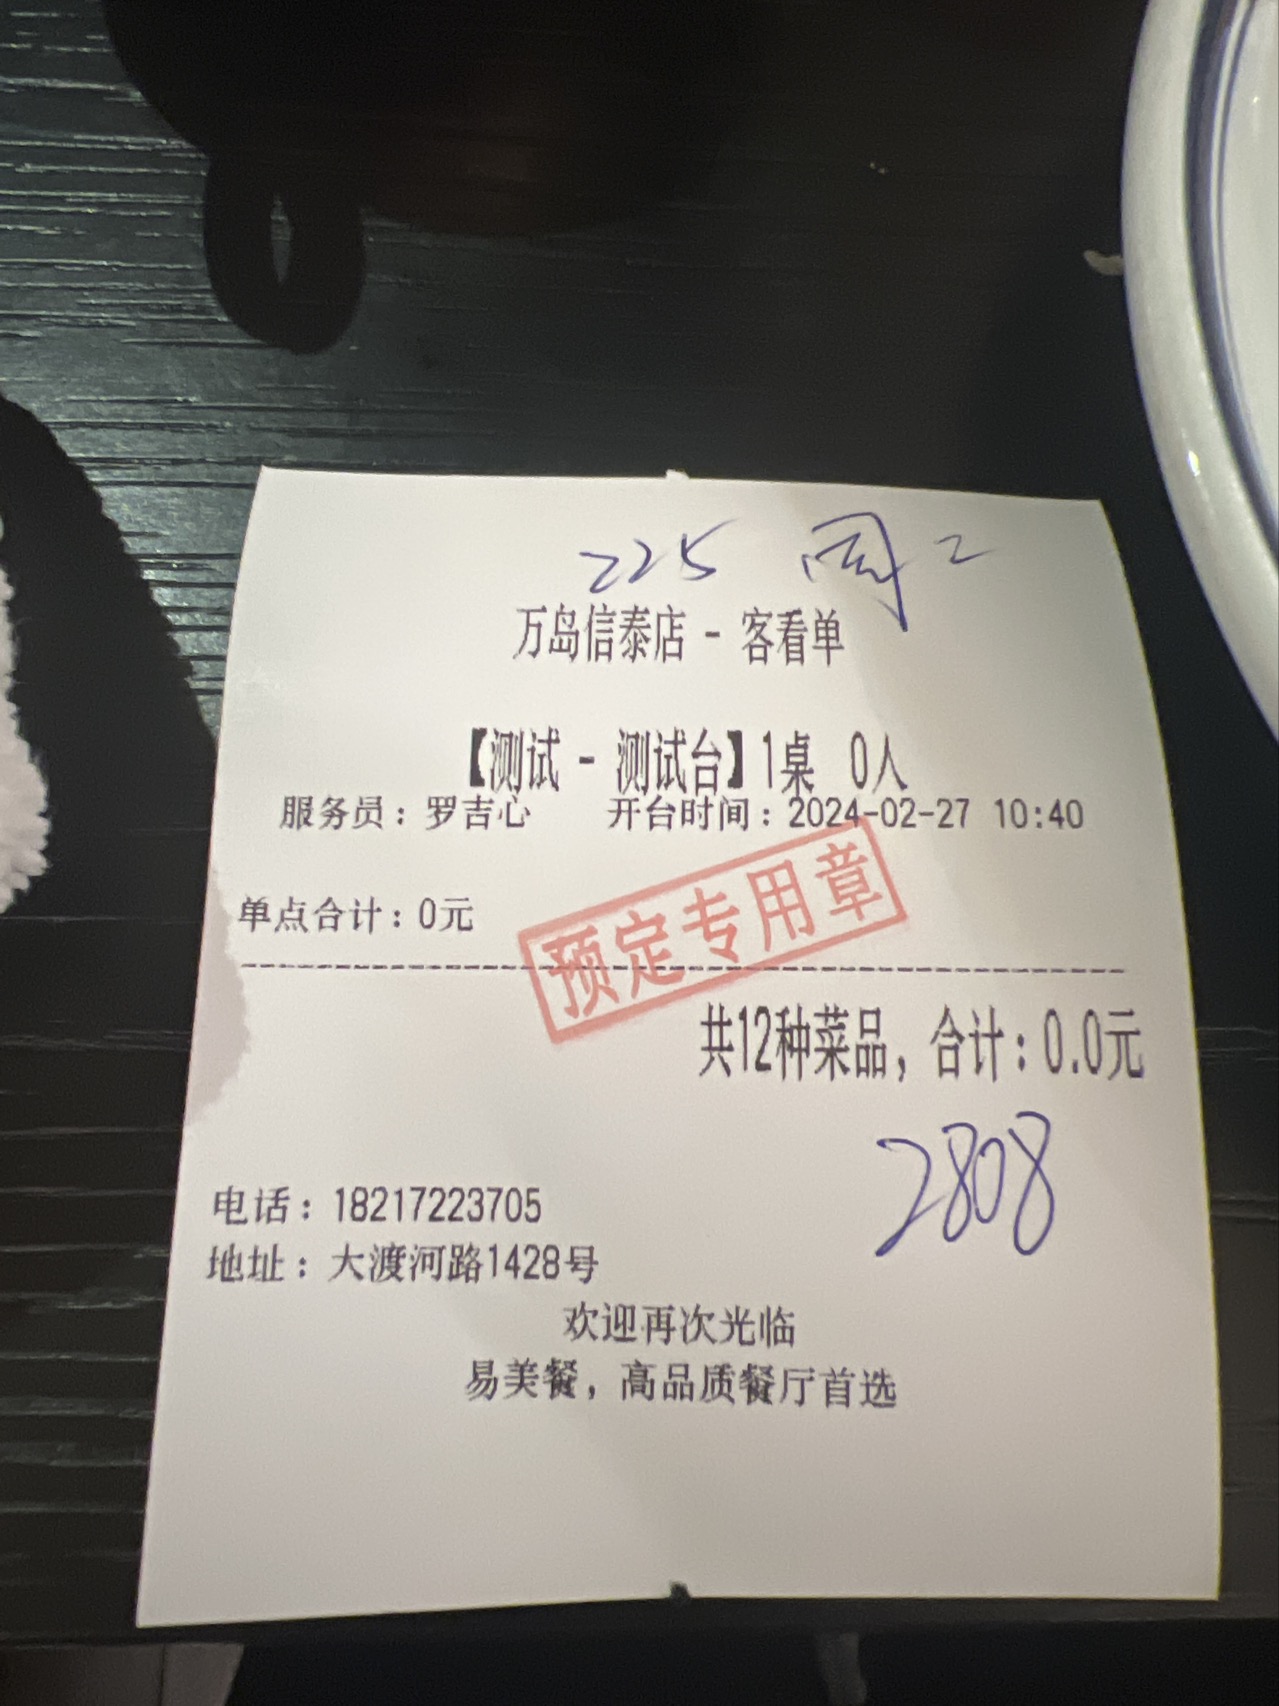 225 周二
万岛信泰店 - 客看单
【测试 - 测试台】1桌 0人
服务员：罗吉心 开台时间：2024-02-27 10:40
单点合计：0元
预定专用章
共12种菜品，合计：0.0元
2808
电话：18217223705
地址：大渡河路1428号
欢迎再次光临
易美餐，高品质餐厅首选